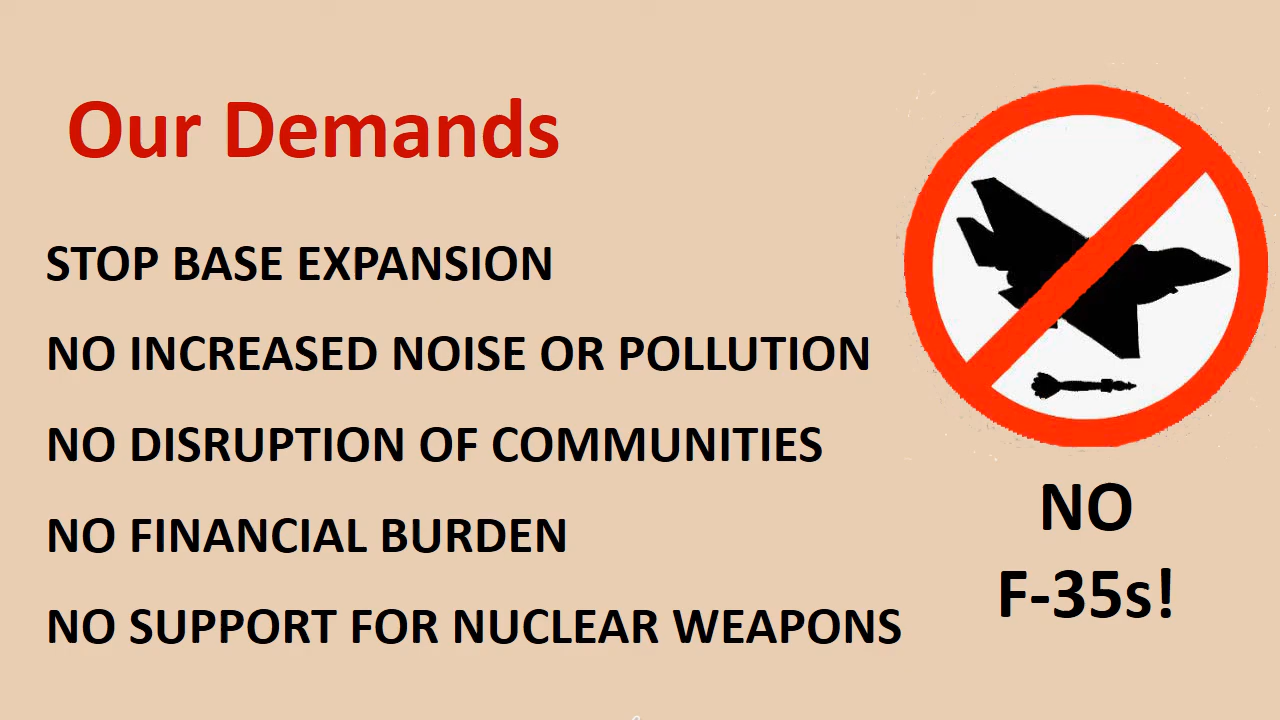 Our Demands
STOP BASE EXPANSION
NO INCREASED NOISE OR POLLUTION
NO DISRUPTION OF COMMUNITIES
NO FINANCIAL BURDEN
NO SUPPORT FOR NUCLEAR WEAPONS
NO
F-35s!